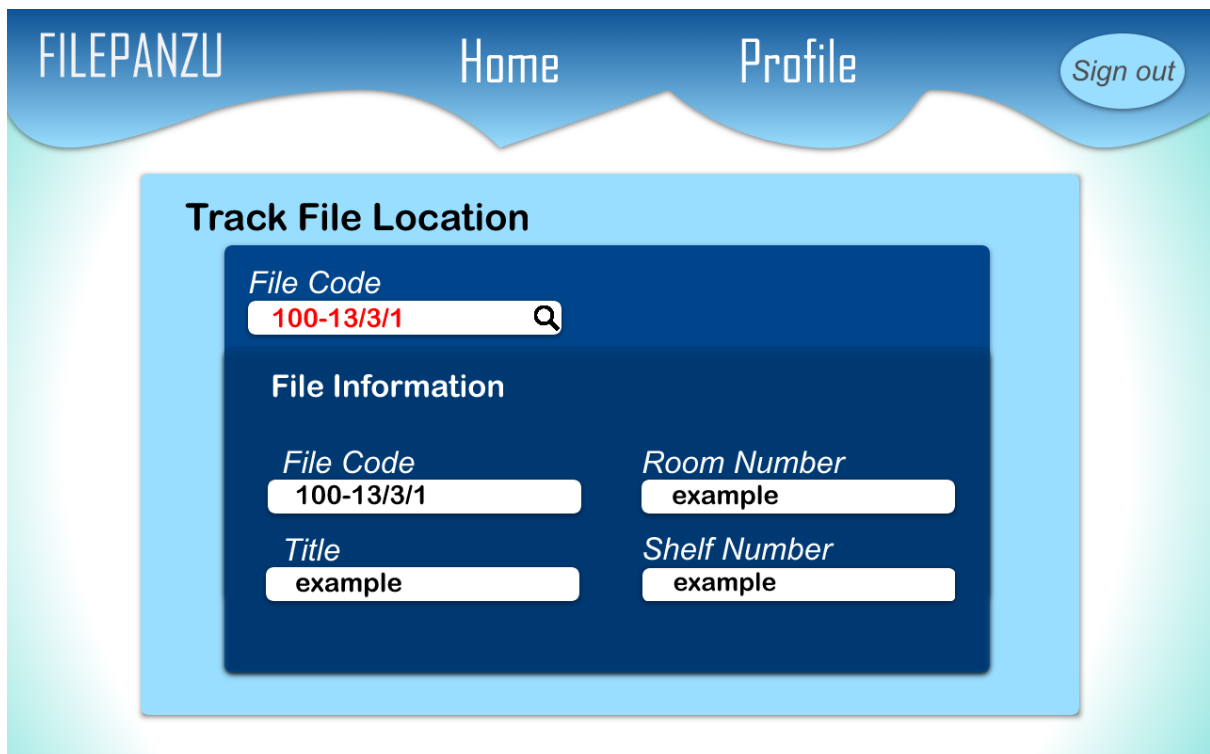 FILEPANZU Home Profile Sign out
Track File Location
File Code
100-13/3/1
File Information
File Code Room Number
100-13/3/1 example
Title Shelf Number
example example